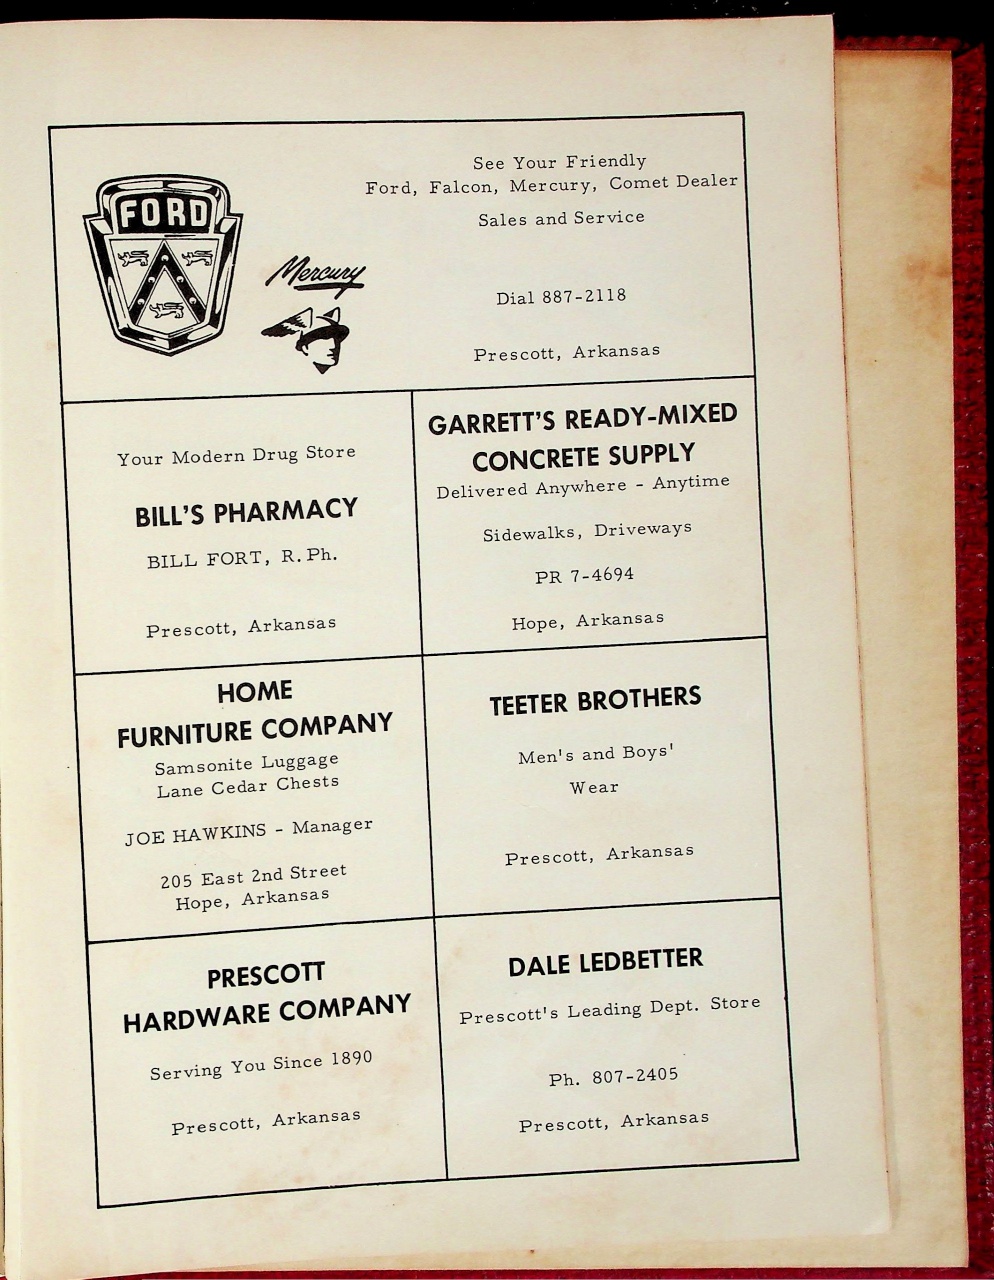 FORD
Mercury
See Your Friendly
Ford, Falcon, Mercury, Comet Dealer
Sales and Service
Dial 887-2118
Prescott, Arkansas
Your Modern Drug Store
BILL'S PHARMACY
BILL FORT, R. Ph.
Prescott, Arkansas
GARRETT'S READY-MIXED
CONCRETE SUPPLY
Delivered Anywhere - Anytime
Sidewalks, Driveways
PR 7-4694
Hope, Arkansas
HOME
FURNITURE COMPANY
Samsonite Luggage
Lane Cedar Chests
JOE HAWKINS - Manager
205 East 2nd Street
Hope, Arkansas
TEETER BROTHERS
Men's and Boys'
Wear
Prescott, Arkansas
PRESCOTT
HARDWARE COMPANY
Serving You Since 1890
Prescott, Arkansas
DALE LEDBETTER
Prescott's Leading Dept. Store
Ph. 807-2405
Prescott, Arkansas